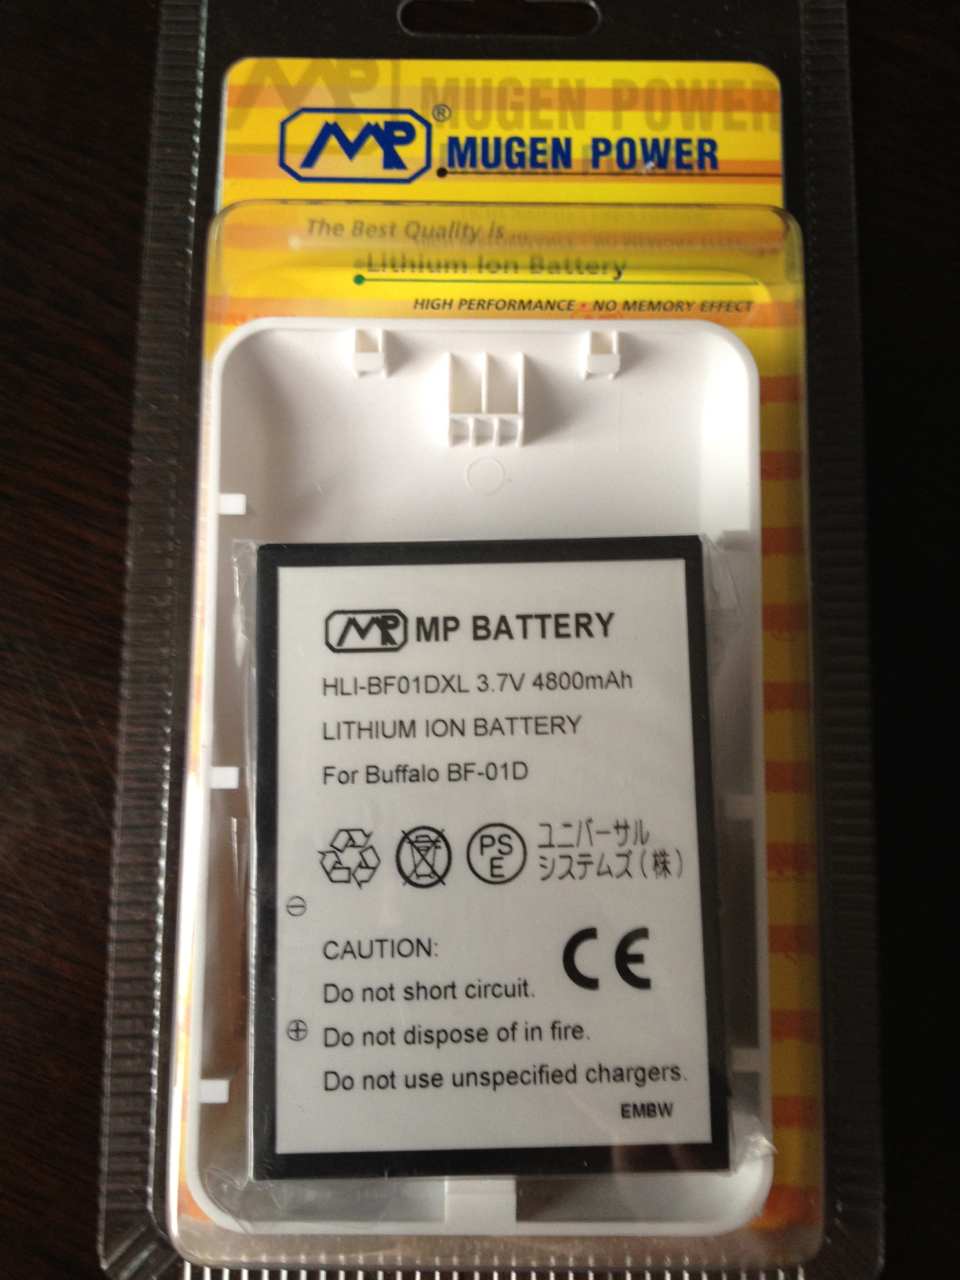 MP®
MUGEN POWER
MUGEN POWER
The Best Quality is...
Lithium Ion Battery
HIGH PERFORMANCE • NO MEMORY EFFECT
MP MP BATTERY
HLI-BF01DXL 3.7V 4800mAh
LITHIUM ION BATTERY
For Buffalo BF-01D
PS
E
ユニバーサル
システムズ(株)
⊖
CAUTION:
CE
Do not short circuit.
⊕
Do not dispose of in fire.
Do not use unspecified chargers.
EMBW